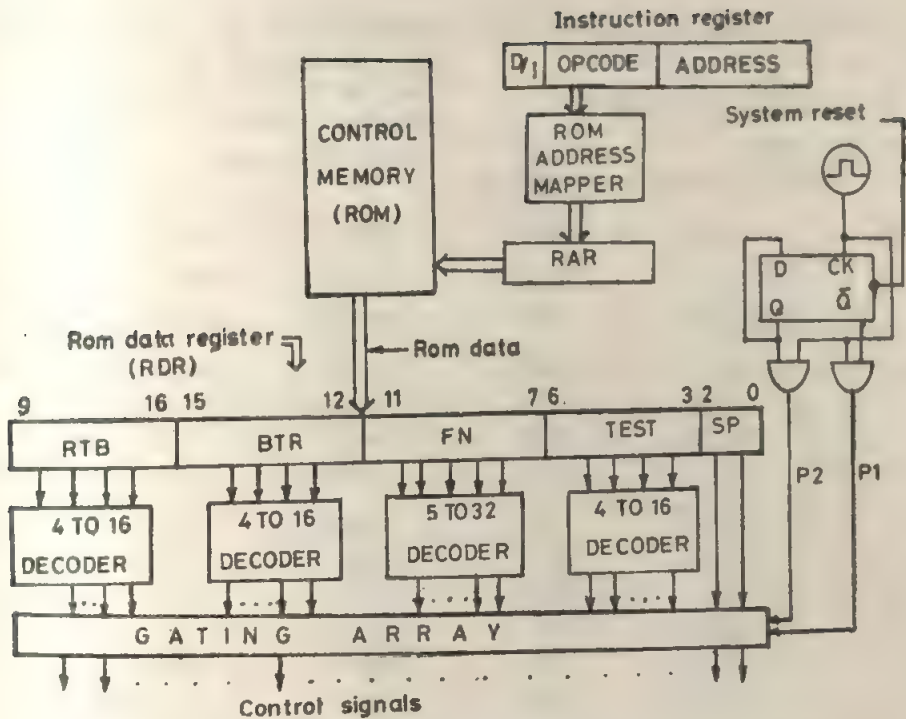 Instruction register
D/I OPCODE ADDRESS
System reset
CONTROL
MEMORY
(ROM)
ROM
ADDRESS
MAPPER
RAR
D CK
Q Q̄
Rom data register
(RDR)
Rom data
9 16 15 12 11 7 6 3 2 0
RTB BTR FN TEST SP
P2 P1
4 TO 16
DECODER
4 TO 16
DECODER
5 TO 32
DECODER
4 TO 16
DECODER
GATING ARRAY
Control signals